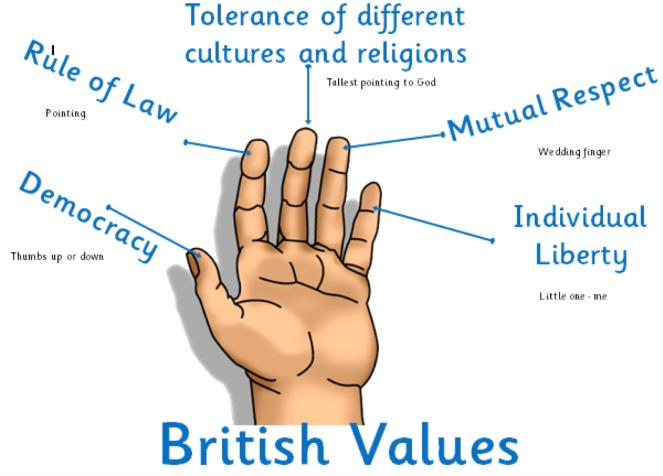 Tolerance of different
cultures and religions
Tallest pointing to God
Rule of Law
Pointing
Mutual Respect
Wedding finger
Democracy
Thumbs up or down
Individual
Liberty
Little one - me
British Values